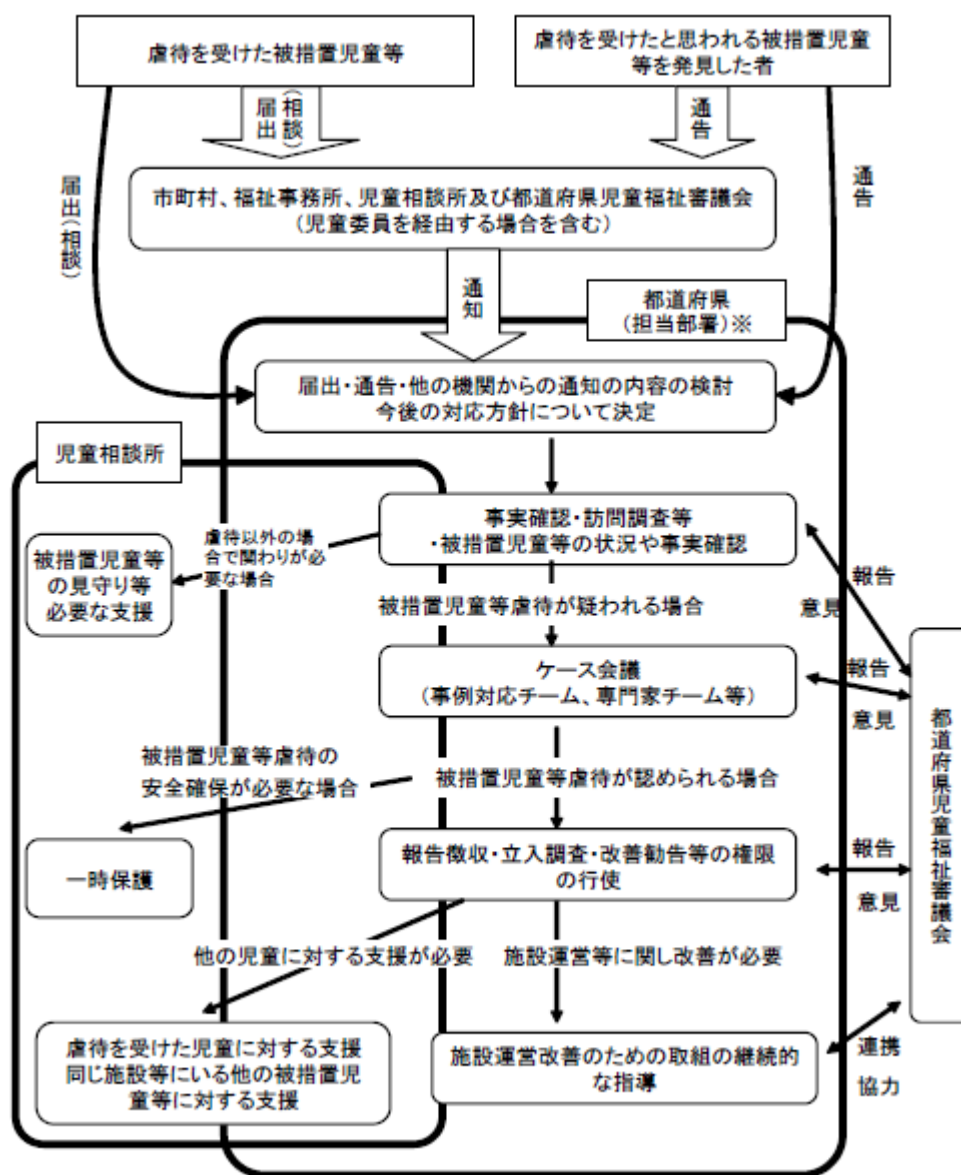 虐待を受けた被措置児童等
虐待を受けたと思われる被措置児童
等を発見した者
届出
(相談)
通告
届出(相談)
通告
市町村、福祉事務所、児童相談所及び都道府県児童福祉審議会
(児童委員を経由する場合を含む)
通知
都道府県
(担当部署)※
届出・通告・他の機関からの通知の内容の検討
今後の対応方針について決定
児童相談所
事実確認・訪問調査等
・被措置児童等の状況や事実確認
虐待以外の場
合で関わりが必
要な場合
被措置児童等
の見守り等
必要な支援
報告
意見
被措置児童等虐待が疑われる場合
ケース会議
(事例対応チーム、専門家チーム等)
報告
意見
都道府県児童福祉審議会
被措置児童等虐待の
安全確保が必要な場合
被措置児童等虐待が認められる場合
一時保護
報告徴収・立入調査・改善勧告等の権限
の行使
報告
意見
他の児童に対する支援が必要
施設運営等に関し改善が必要
虐待を受けた児童に対する支援
同じ施設等にいる他の被措置児
童等に対する支援
施設運営改善のための取組の継続的
な指導
連携
協力